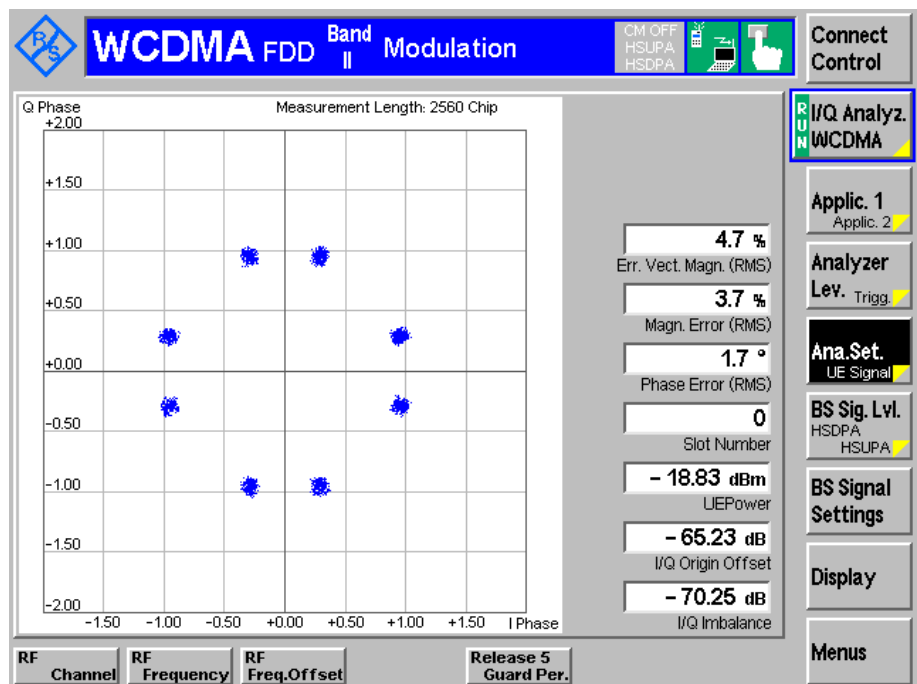 R&S
WCDMA FDD Band II Modulation
CM OFF
HSUPA
HSDPA
Connect Control
Q Phase
Measurement Length: 2560 Chip
+2.00
+1.50
+1.00
+0.50
+0.00
-0.50
-1.00
-1.50
-2.00
-1.50 -1.00 -0.50 +0.00 +0.50 +1.00 +1.50 I Phase
4.7 %
Err. Vect. Magn. (RMS)
3.7 %
Magn. Error (RMS)
1.7 °
Phase Error (RMS)
0
Slot Number
- 18.83 dBm
UEPower
- 65.23 dB
I/Q Origin Offset
- 70.25 dB
I/Q Imbalance
RUN
I/Q Analyz.
WCDMA
Applic. 1
Applic. 2
Analyzer
Lev. Trigg.
Ana.Set.
UE Signal
BS Sig. Lvl.
HSDPA
HSUPA
BS Signal
Settings
Display
Menus
RF
Channel
RF
Frequency
RF
Freq.Offset
Release 5
Guard Per.